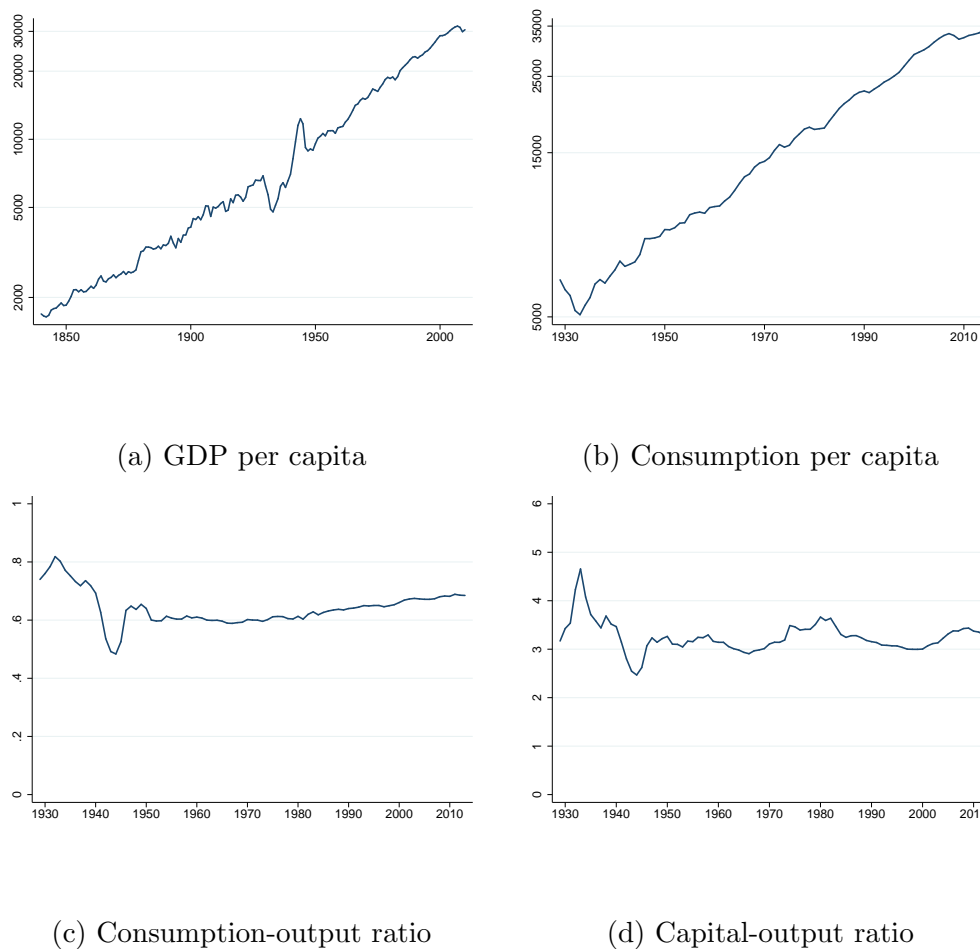 30000
20000
10000
5000
2000
1850 1900 1950 2000
(a) GDP per capita
35000
25000
15000
5000
1930 1950 1970 1990 2010
(b) Consumption per capita
1
.8
.6
.4
.2
0
1930 1940 1950 1960 1970 1980 1990 2000 2010
(c) Consumption-output ratio
6
5
4
3
2
1
0
1930 1940 1950 1960 1970 1980 1990 2000 201
(d) Capital-output ratio